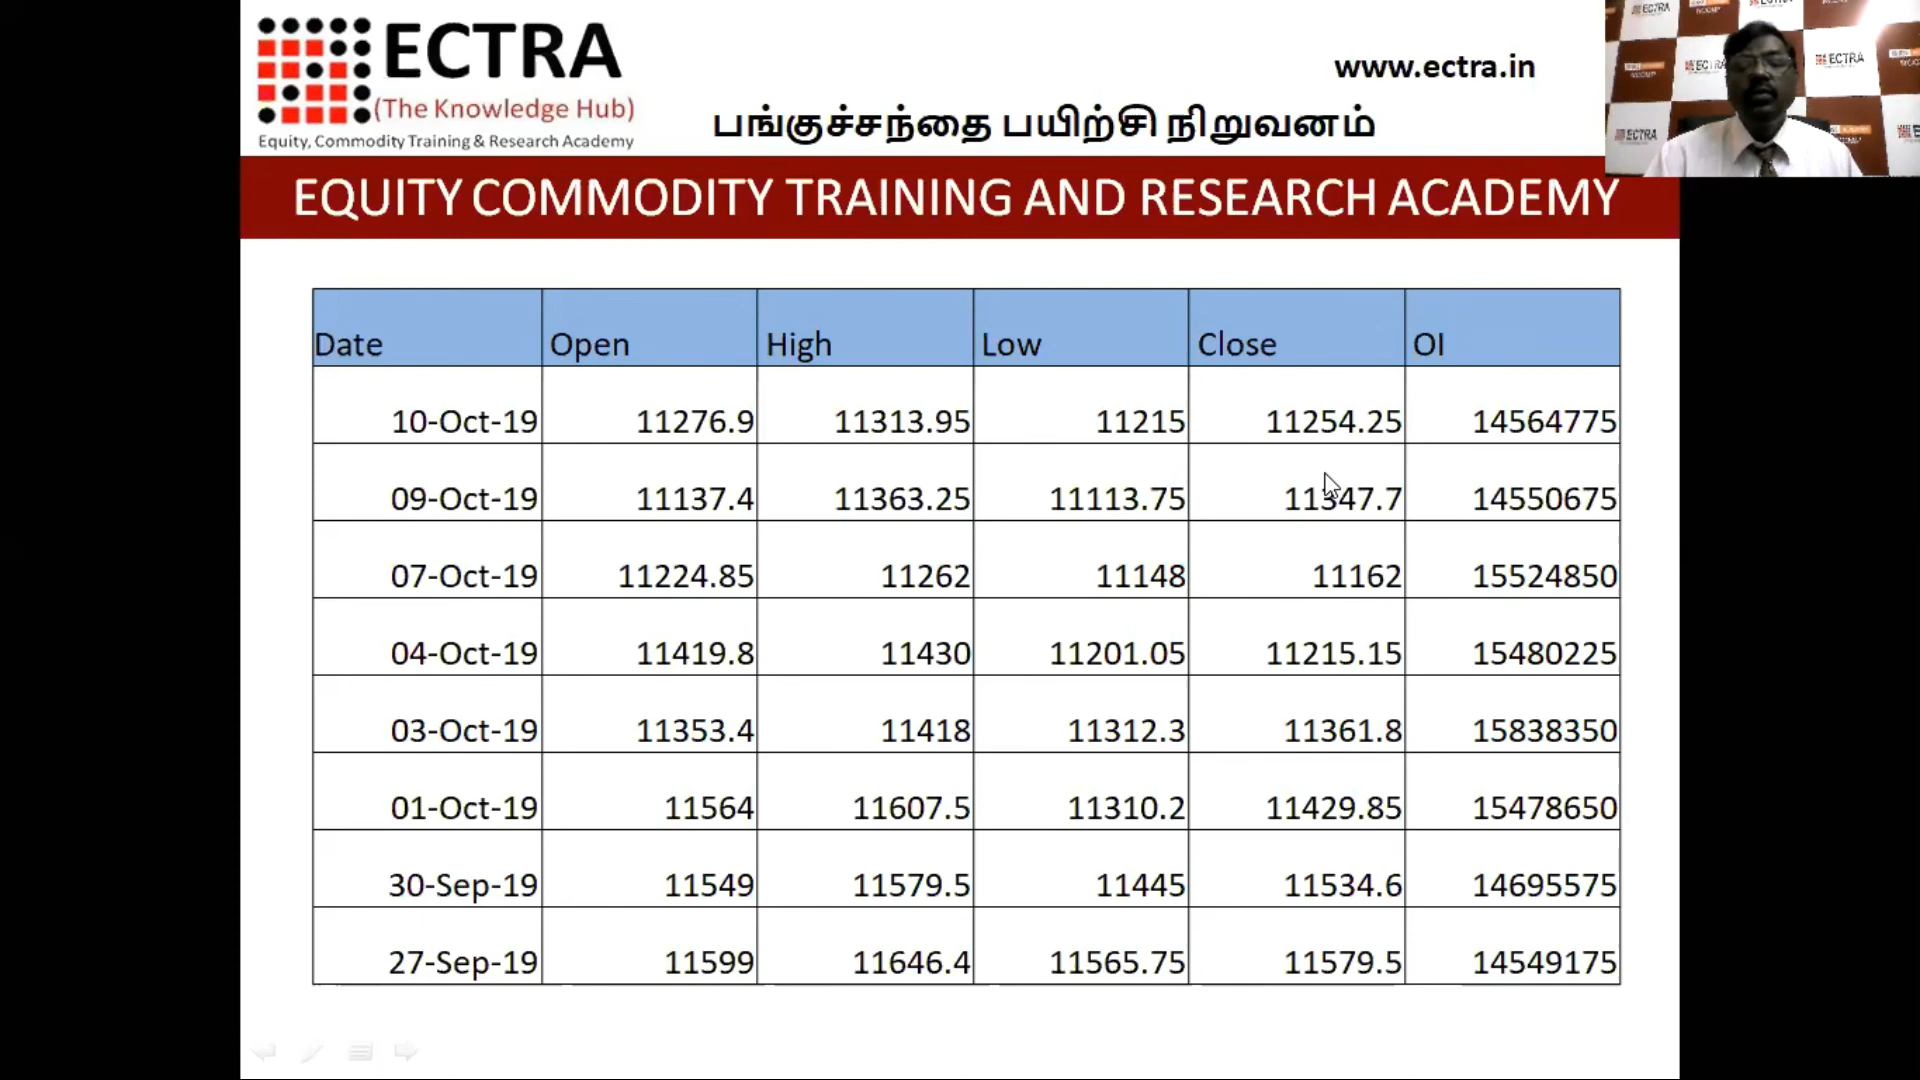 ECTRA
(The Knowledge Hub)
Equity, Commodity Training & Research Academy
www.ectra.in
பங்குச்சந்தை பயிற்சி நிறுவனம்
EQUITY COMMODITY TRAINING AND RESEARCH ACADEMY
Date Open High Low Close OI
10-Oct-19 11276.9 11313.95 11215 11254.25 14564775
09-Oct-19 11137.4 11363.25 11113.75 11347.7 14550675
07-Oct-19 11224.85 11262 11148 11162 15524850
04-Oct-19 11419.8 11430 11201.05 11215.15 15480225
03-Oct-19 11353.4 11418 11312.3 11361.8 15838350
01-Oct-19 11564 11607.5 11310.2 11429.85 15478650
30-Sep-19 11549 11579.5 11445 11534.6 14695575
27-Sep-19 11599 11646.4 11565.75 11579.5 14549175
ECTRA
ECTRA
ECTRA